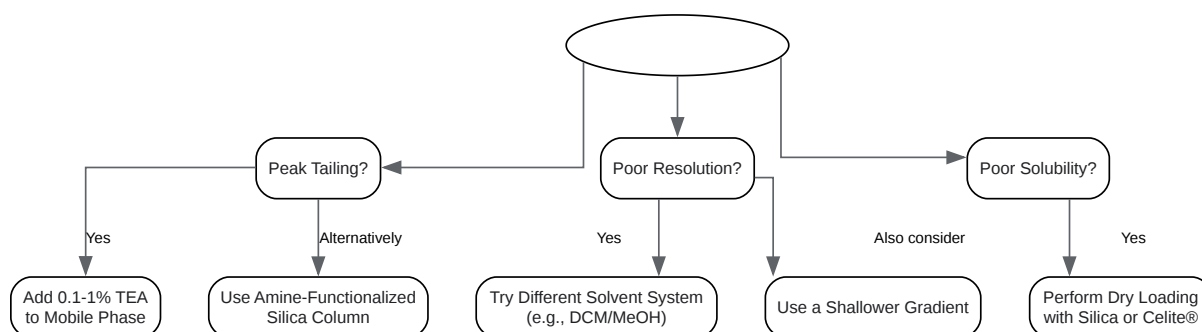 Peak Tailing?
Poor Resolution?
Poor Solubility?
Yes
Alternatively
Yes
Also consider
Yes
Add 0.1-1% TEA
to Mobile Phase
Use Amine-Functionalized
Silica Column
Try Different Solvent System
(e.g., DCM/MeOH)
Use a Shallower Gradient
Perform Dry Loading
with Silica or Celite®